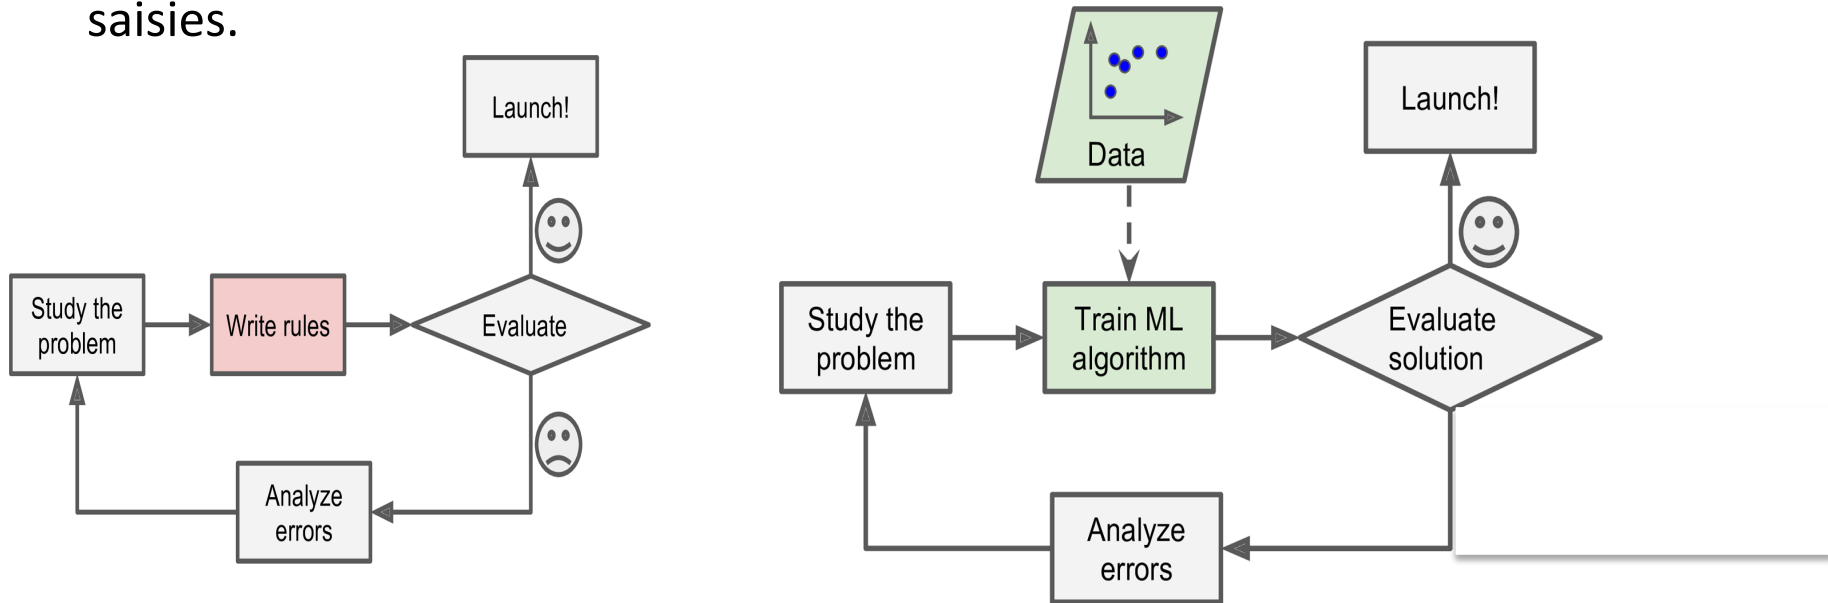 saisies.
Launch!
Study the
problem
Write rules
Evaluate
Analyze
errors
Data
Launch!
Study the
problem
Train ML
algorithm
Evaluate
solution
Analyze
errors